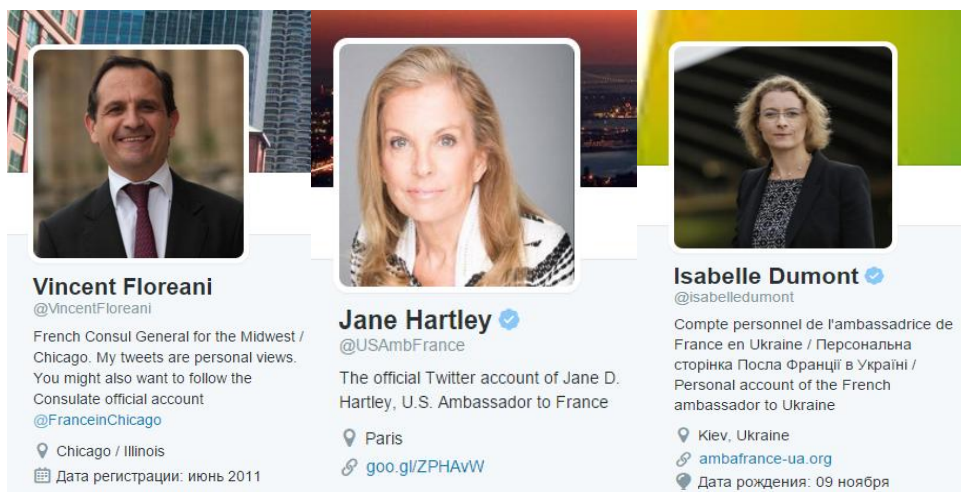 Vincent Floreani
@VincentFloreani
French Consul General for the Midwest /
Chicago. My tweets are personal views.
You might also want to follow the
Consulate official account
@FranceinChicago
Chicago / Illinois
Дата регистрации: июнь 2011
Jane Hartley
@USAmbFrance
The official Twitter account of Jane D.
Hartley, U.S. Ambassador to France
Paris
goo.gl/ZPHAvW
Isabelle Dumont
@isabelledumont
Compte personnel de l'ambassadrice de
France en Ukraine / Персональна
сторінка Посла Франції в Україні /
Personal account of the French
ambassador to Ukraine
Kiev, Ukraine
ambafrance-ua.org
Дата рождения: 09 ноября